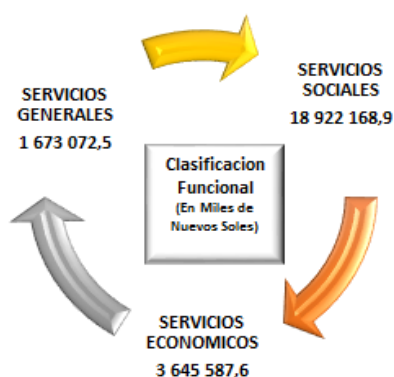 SERVICIOS
GENERALES
1 673 072,5
SERVICIOS
SOCIALES
18 922 168,9
Clasificacion
Funcional
(En Miles de
Nuevos Soles)
SERVICIOS
ECONOMICOS
3 645 587,6